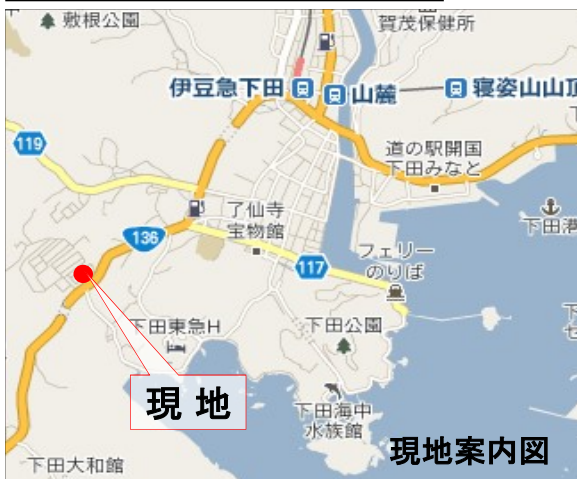 敷根公園
賀茂保健所
伊豆急下田
山麓
寝姿山山頂
119
道の駅開国
下田みなと
下田港
136
了仙寺
宝物館
117
フェリー
のりば
下田東急H
下田公園
現 地
下田海中
水族館
現地案内図
下田大和館